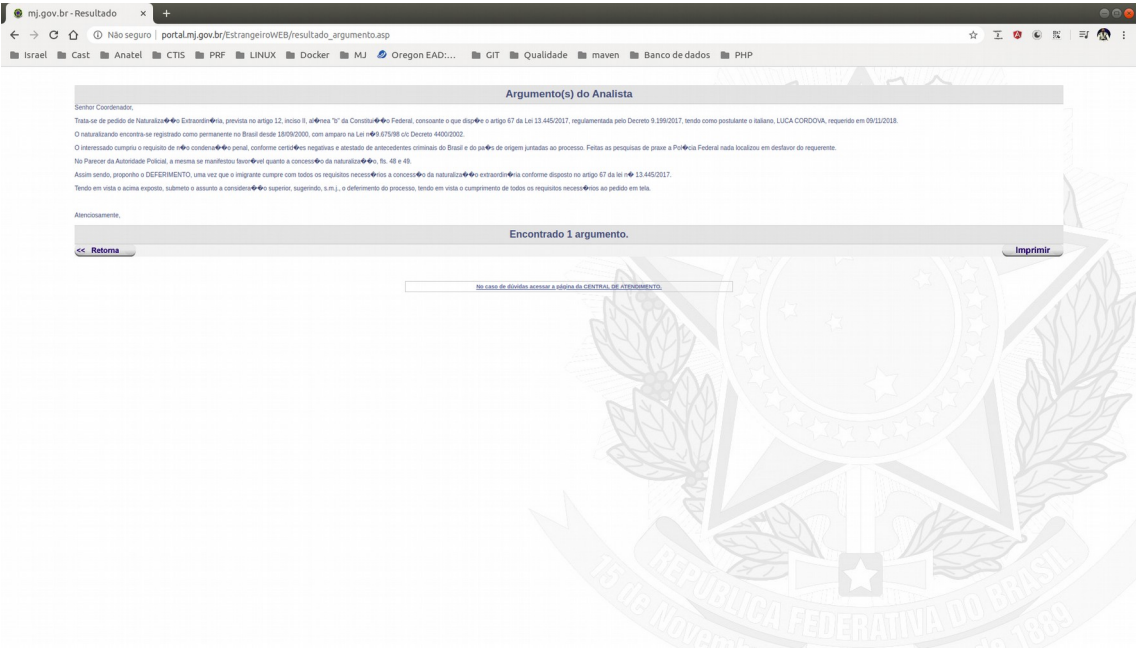 mj.gov.br - Resultado
Não seguro | portal.mj.gov.br/EstrangeiroWEB/resultado_argumento.asp
Israel Cast Anatel CTIS PRF LINUX Docker MJ Oregon EAD:... GIT Qualidade maven Banco de dados PHP
Argumento(s) do Analista
Senhor Coordenador,
Trata-se de pedido de Naturaliza��o Extraordin�ria, prevista no artigo 12, inciso II, al�nea "b" da Constitui��o Federal, consoante o que disp�e o artigo 67 da Lei 13.445/2017, regulamentada pelo Decreto 9.199/2017, tendo como postulante o italiano, LUCA CORDOVA, requerido em 09/11/2018.
O naturalizando encontra-se registrado como permanente no Brasil desde 18/09/2000, com amparo na Lei n�9.675/98 c/c Decreto 4400/2002.
O interessado cumpriu o requisito de n�o condena��o penal, conforme certid�es negativas e atestado de antecedentes criminais do Brasil e do pa�s de origem juntadas ao processo. Feitas as pesquisas de praxe a Pol�cia Federal nada localizou em desfavor do requerente.
No Parecer da Autoridade Policial, a mesma se manifestou favor�vel quanto a concess�o da naturaliza��o, fls. 48 e 49.
Assim sendo, proponho o DEFERIMENTO, uma vez que o imigrante cumpre com todos os requisitos necess�rios a concess�o da naturaliza��o extraordin�ria conforme disposto no artigo 67 da lei n� 13.445/2017.
Tendo em vista o acima exposto, submeto o assunto a considera��o superior, sugerindo, s.m.j., o deferimento do processo, tendo em vista o cumprimento de todos os requisitos necess�rios ao pedido em tela.
Atenciosamente,
Encontrado 1 argumento.
<< Retorna
Imprimir
No caso de dúvidas acessar a página da CENTRAL DE ATENDIMENTO.
REPÚBLICA FEDERATIVA DO BRASIL
15 de Novembro de 1889